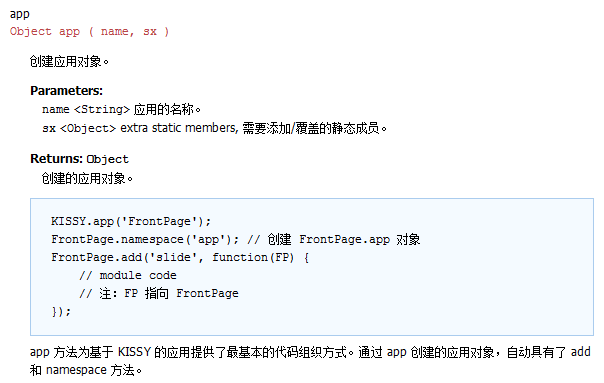 app
Object app ( name, sx )
创建应用对象。
Parameters:
name <String> 应用的名称。
sx <Object> extra static members, 需要添加/覆盖的静态成员。
Returns: Object
创建的应用对象。
KISSY.app('FrontPage');
FrontPage.namespace('app'); // 创建 FrontPage.app 对象
FrontPage.add('slide', function(FP) {
// module code
// 注: FP 指向 FrontPage
});
app 方法为基于 KISSY 的应用提供了最基本的代码组织方式。通过 app 创建的应用对象，自动具有了 add
和 namespace 方法。